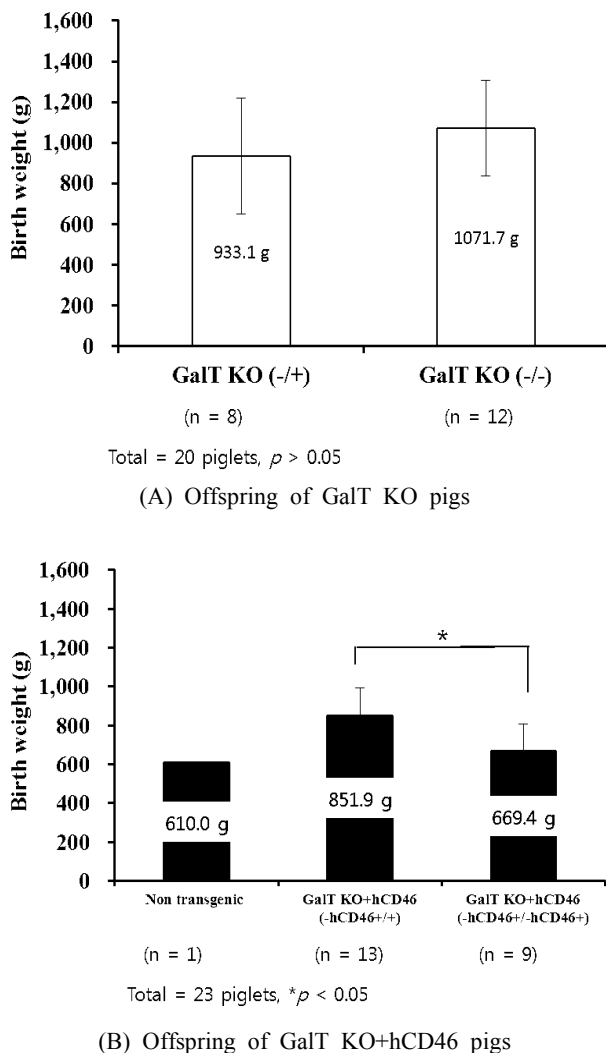 1,600
1,400
1,200
1,000
800
600
400
200
0
Birth weight (g)
933.1 g
1071.7 g
GalT KO (-/+)
GalT KO (-/-)
(n = 8)
(n = 12)
Total = 20 piglets, p > 0.05
(A) Offspring of GalT KO pigs
1,600
1,400
1,200
1,000
800
600
400
200
0
Birth weight (g)
*
610.0 g
851.9 g
669.4 g
Non transgenic
GalT KO+hCD46
(-hCD46+/+)
GalT KO+hCD46
(-hCD46+/-hCD46+)
(n = 1)
(n = 13)
(n = 9)
Total = 23 piglets, *p < 0.05
(B) Offspring of GalT KO+hCD46 pigs